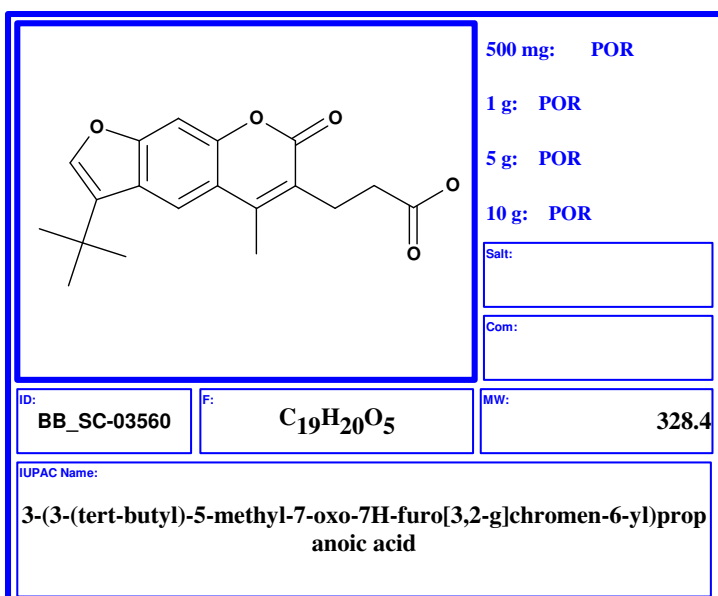 500 mg: POR
1 g: POR
5 g: POR
10 g: POR
O
O
O
O
O
Salt:
Com:
ID:
BB_SC-03560
F:
C19H20O5
MW:
328.4
IUPAC Name:
3-(3-(tert-butyl)-5-methyl-7-oxo-7H-furo[3,2-g]chromen-6-yl)prop
anoic acid